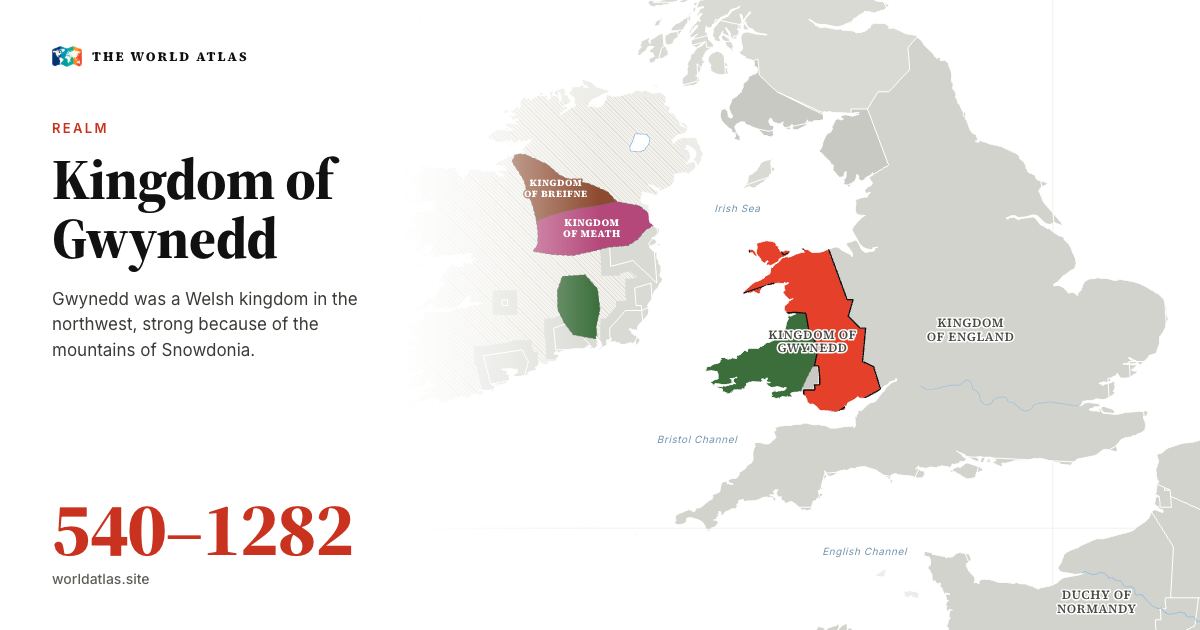 THE WORLD ATLAS
REALM
Kingdom of
Gwynedd
Gwynedd was a Welsh kingdom in the
northwest, strong because of the
mountains of Snowdonia.
540–1282
worldatlas.site
KINGDOM
OF BREIFNE
KINGDOM
OF MEATH
Irish Sea
KINGDOM OF
GWYNEDD
KINGDOM
OF ENGLAND
Bristol Channel
English Channel
DUCHY OF
NORMANDY